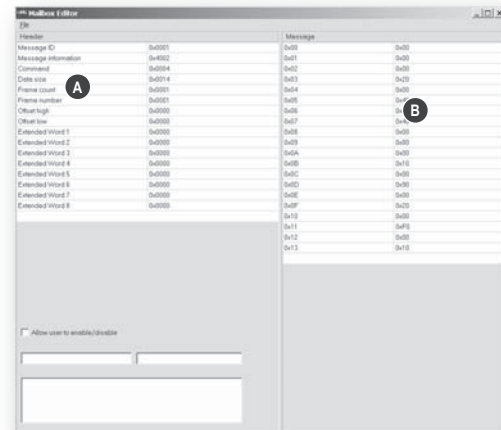 Mailbox Editor
File
Header
Message ID 0x0001
Message information 0x4002
Command 0x0004
Data size 0x0014
Frame count 0x0001
A
Frame number 0x0001
Offset high 0x0000
Offset low 0x0000
Extended Word 1 0x0000
Extended Word 2 0x0000
Extended Word 3 0x0000
Extended Word 4 0x0000
Extended Word 5 0x0000
Extended Word 6 0x0000
Extended Word 7 0x0000
Extended Word 8 0x0000
Allow user to enable/disable
Message
0x00 0x00
0x01 0x00
0x02 0x00
0x03 0x20
0x04 0x00
0x05
0x06
B
0x07
0x08 0x00
0x09 0x80
0x0A 0x00
0x0B 0x10
0x0C 0x00
0x0D 0x90
0x0E 0x00
0x0F 0x20
0x10 0x00
0x11 0xF0
0x12 0x00
0x13 0x10